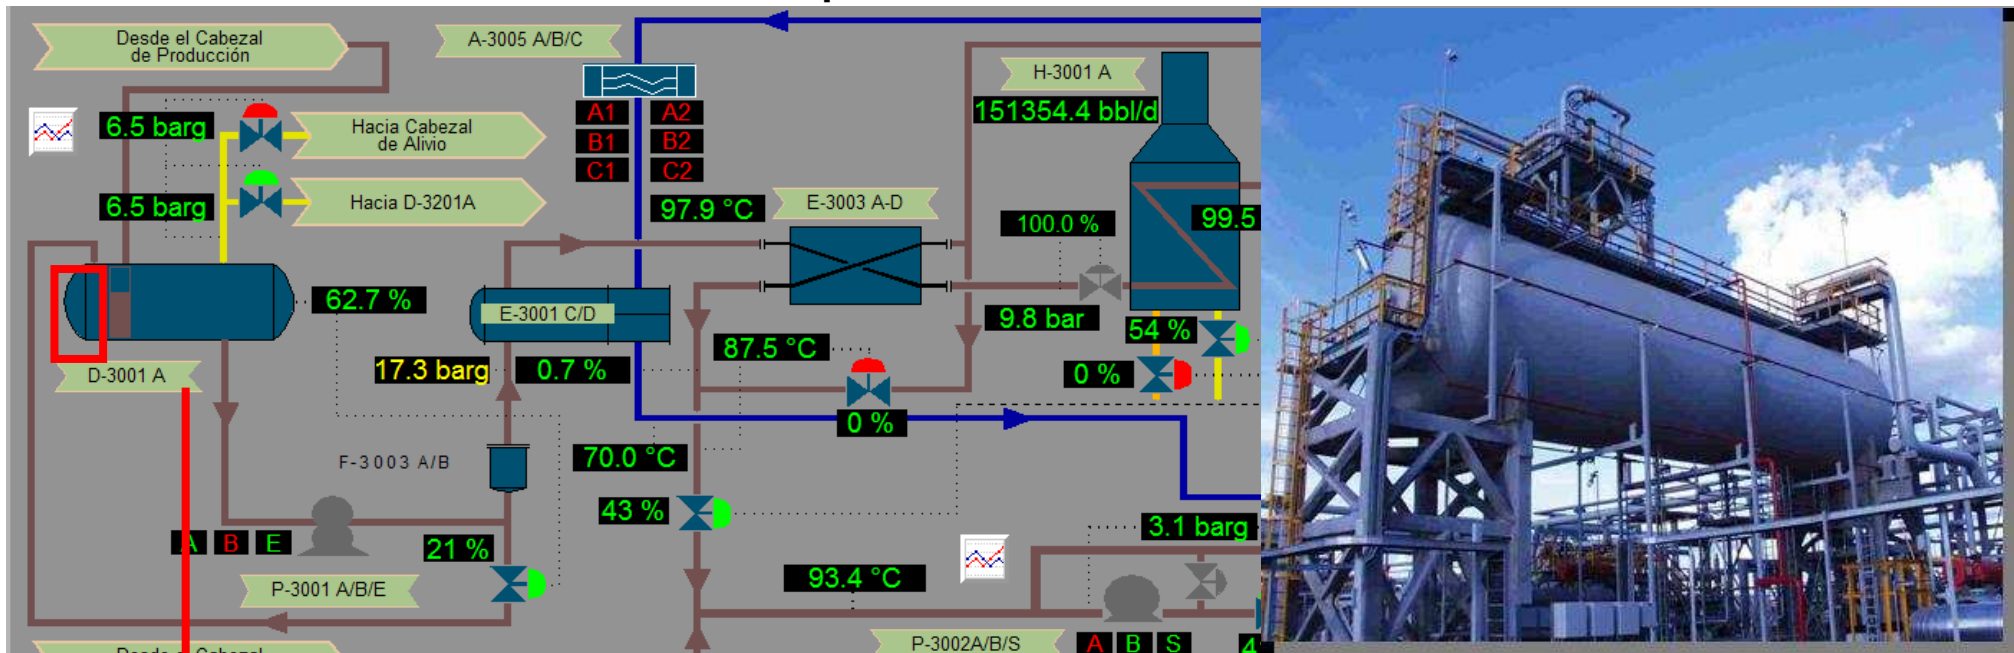 Desde el Cabezal
de Producción
A-3005 A/B/C
H-3001 A
151354.4 bbl/d
6.5 barg
Hacia Cabezal
de Alivio
A1 A2
B1 B2
C1 C2
6.5 barg
Hacia D-3201A
97.9 °C
E-3003 A-D
100.0 %
99.5
62.7 %
E-3001 C/D
9.8 bar
54 %
D-3001 A
17.3 barg
0.7 %
87.5 °C
0 %
0 %
F-3003 A/B
70.0 °C
43 %
3.1 barg
A B E
21 %
93.4 °C
P-3001 A/B/E
P-3002A/B/S
A B S
4